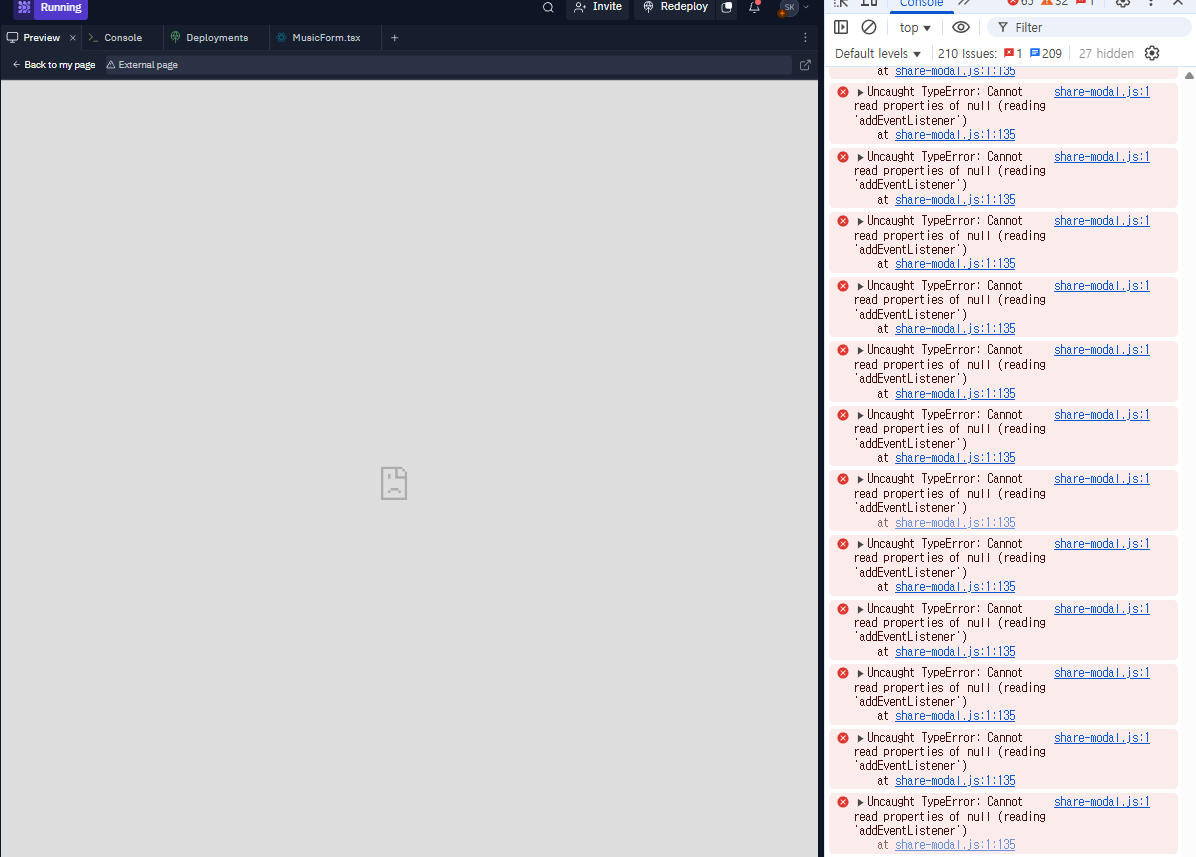 Running
Invite
Redeploy
SK
Preview
Console
Deployments
MusicForm.tsx
Back to my page
External page
Console
65
32
1
top
Filter
Default levels
210 Issues:
1
209
27 hidden
at share-modal.js:1:135
Uncaught TypeError: Cannot share-modal.js:1
read properties of null (reading
'addEventListener')
at share-modal.js:1:135
Uncaught TypeError: Cannot share-modal.js:1
read properties of null (reading
'addEventListener')
at share-modal.js:1:135
Uncaught TypeError: Cannot share-modal.js:1
read properties of null (reading
'addEventListener')
at share-modal.js:1:135
Uncaught TypeError: Cannot share-modal.js:1
read properties of null (reading
'addEventListener')
at share-modal.js:1:135
Uncaught TypeError: Cannot share-modal.js:1
read properties of null (reading
'addEventListener')
at share-modal.js:1:135
Uncaught TypeError: Cannot share-modal.js:1
read properties of null (reading
'addEventListener')
at share-modal.js:1:135
Uncaught TypeError: Cannot share-modal.js:1
read properties of null (reading
'addEventListener')
at share-modal.js:1:135
Uncaught TypeError: Cannot share-modal.js:1
read properties of null (reading
'addEventListener')
at share-modal.js:1:135
Uncaught TypeError: Cannot share-modal.js:1
read properties of null (reading
'addEventListener')
at share-modal.js:1:135
Uncaught TypeError: Cannot share-modal.js:1
read properties of null (reading
'addEventListener')
at share-modal.js:1:135
Uncaught TypeError: Cannot share-modal.js:1
read properties of null (reading
'addEventListener')
at share-modal.js:1:135
Uncaught TypeError: Cannot share-modal.js:1
read properties of null (reading
'addEventListener')
at share-modal.js:1:135